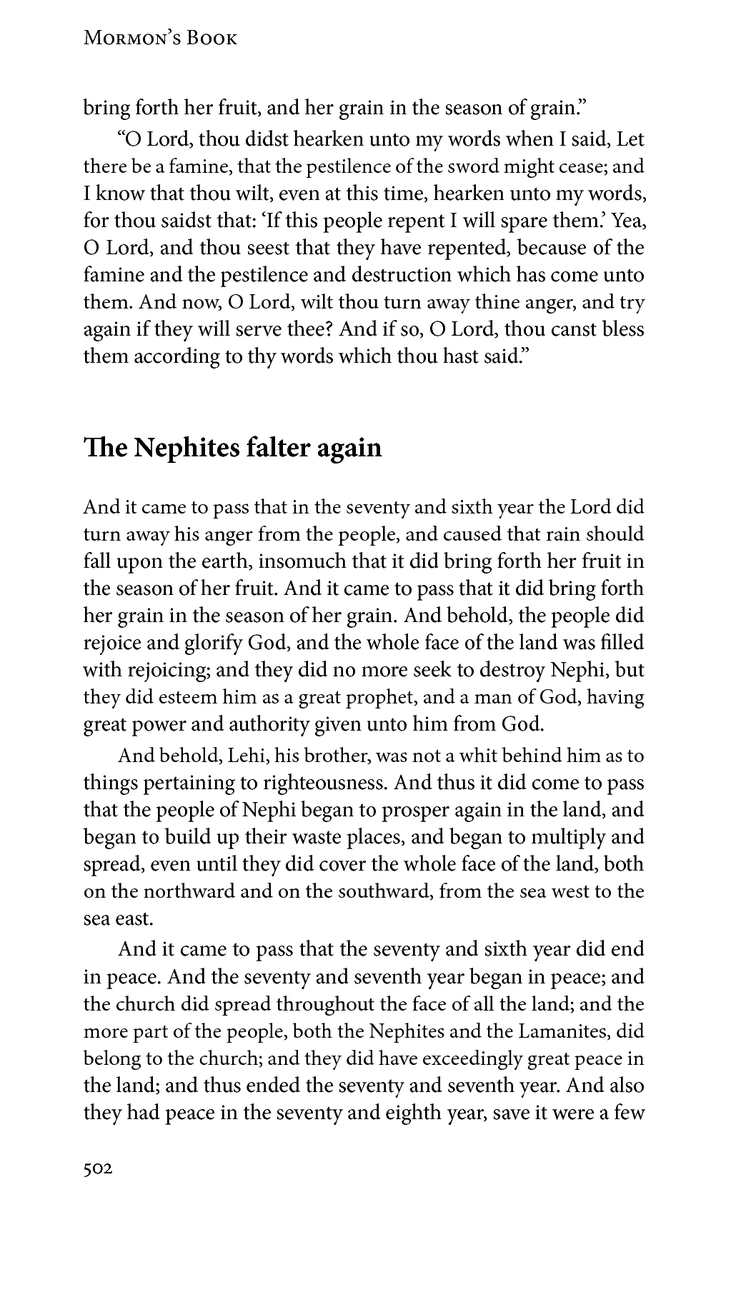 Mormon’s Book
bring forth her fruit, and her grain in the season of grain.”
“O Lord, thou didst hearken unto my words when I said, Let
there be a famine, that the pestilence of the sword might cease; and
I know that thou wilt, even at this time, hearken unto my words,
for thou saidst that: ‘If this people repent I will spare them.’ Yea,
O Lord, and thou seest that they have repented, because of the
famine and the pestilence and destruction which has come unto
them. And now, O Lord, wilt thou turn away thine anger, and try
again if they will serve thee? And if so, O Lord, thou canst bless
them according to thy words which thou hast said.”
The Nephites falter again
And it came to pass that in the seventy and sixth year the Lord did
turn away his anger from the people, and caused that rain should
fall upon the earth, insomuch that it did bring forth her fruit in
the season of her fruit. And it came to pass that it did bring forth
her grain in the season of her grain. And behold, the people did
rejoice and glorify God, and the whole face of the land was filled
with rejoicing; and they did no more seek to destroy Nephi, but
they did esteem him as a great prophet, and a man of God, having
great power and authority given unto him from God.
And behold, Lehi, his brother, was not a whit behind him as to
things pertaining to righteousness. And thus it did come to pass
that the people of Nephi began to prosper again in the land, and
began to build up their waste places, and began to multiply and
spread, even until they did cover the whole face of the land, both
on the northward and on the southward, from the sea west to the
sea east.
And it came to pass that the seventy and sixth year did end
in peace. And the seventy and seventh year began in peace; and
the church did spread throughout the face of all the land; and the
more part of the people, both the Nephites and the Lamanites, did
belong to the church; and they did have exceedingly great peace in
the land; and thus ended the seventy and seventh year. And also
they had peace in the seventy and eighth year, save it were a few
502